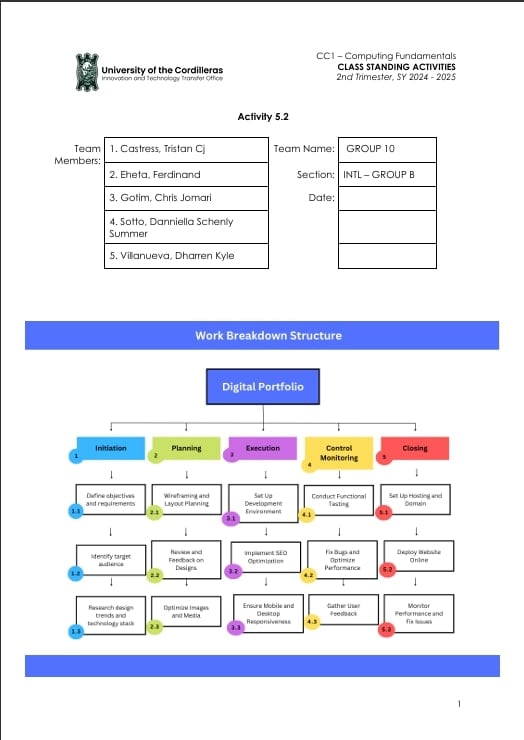 University of the Cordilleras
Innovation and Technology Transfer Office
CC1 – Computing Fundamentals
CLASS STANDING ACTIVITIES
2nd Trimester, SY 2024 - 2025
Activity 5.2
Team Members:
1. Castress, Tristan Cj
2. Eheta, Ferdinand
3. Gotim, Chris Jomari
4. Sotto, Danniella Schenly
Summer
5. Villanueva, Dharren Kyle
Team Name: GROUP 10
Section: INTL – GROUP B
Date:
Work Breakdown Structure
Digital Portfolio
1 Initiation
2 Planning
3 Execution
4 Control
Monitoring
5 Closing
Define objectives
and requirements
1.1
Wireframing and
Layout Planning
2.1
Set Up
Development
Environment
3.1
Conduct Functional
Testing
4.1
Set Up Hosting and
Domain
5.1
Identify target
audience
1.2
Review and
Feedback on
Designs
2.2
Implement SEO
Optimization
3.2
Fix Bugs and
Optimize
Performance
4.2
Deploy Website
Online
5.2
Research design
trends and
technology stack
1.3
Optimize Images
and Media
2.3
Ensure Mobile and
Desktop
Responsiveness
3.3
Gather User
Feedback
4.3
Monitor
Performance and
Fix Issues
5.3
1